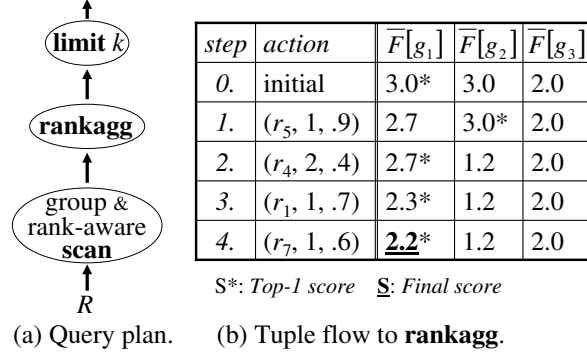 limit k
rankagg
group &
rank-aware
scan
R
(a) Query plan.
step action F̅[g₁] F̅[g₂] F̅[g₃]
0. initial 3.0* 3.0 2.0
1. (r₅, 1, .9) 2.7 3.0* 2.0
2. (r₄, 2, .4) 2.7* 1.2 2.0
3. (r₁, 1, .7) 2.3* 1.2 2.0
4. (r₇, 1, .6) 2.2* 1.2 2.0
S*: Top-1 score S: Final score
(b) Tuple flow to rankagg.